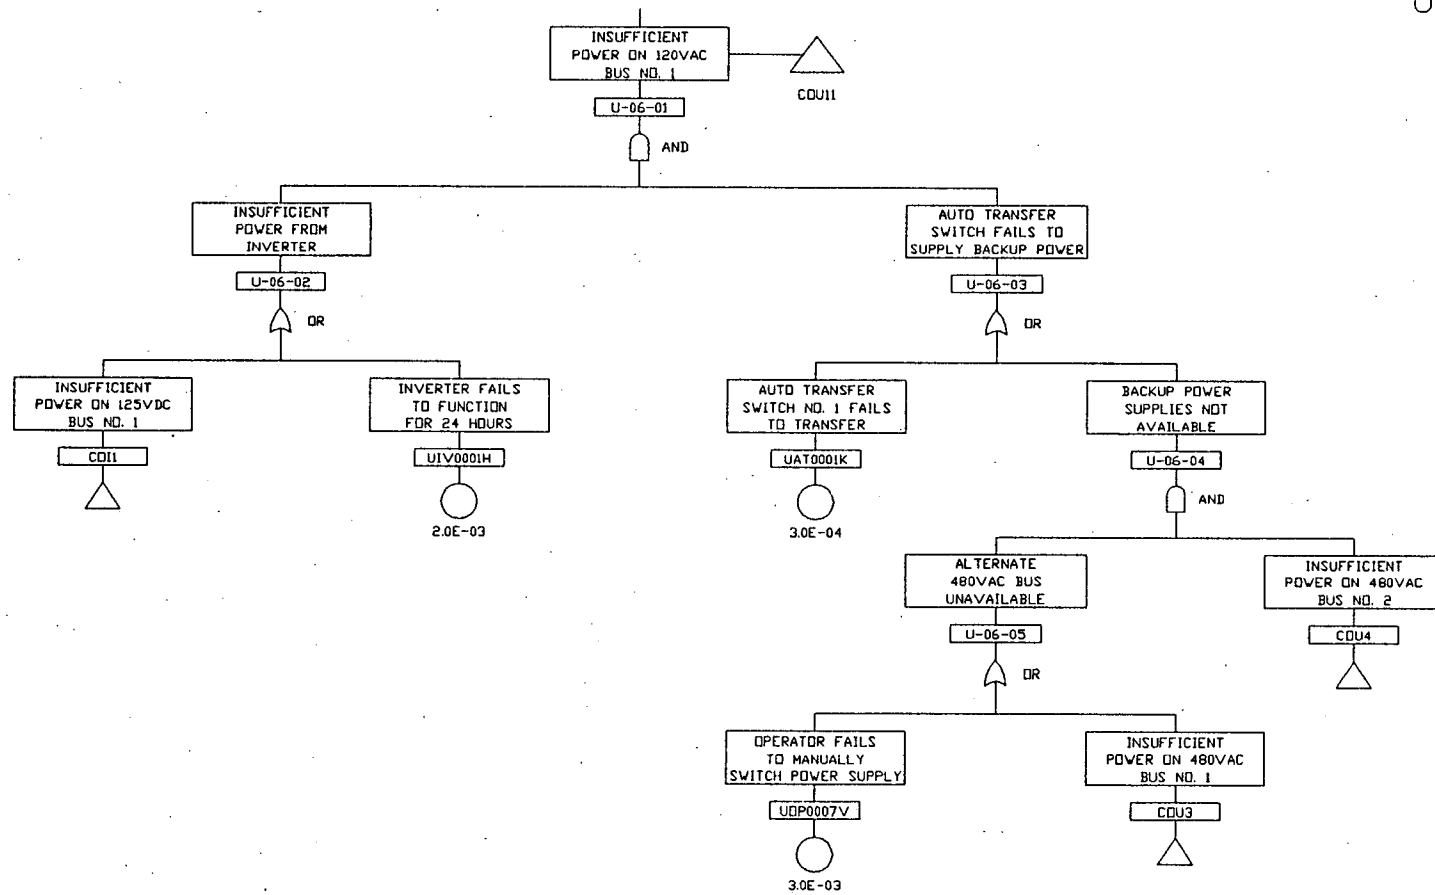 INSUFFICIENT
POWER ON 120VAC
BUS NO. 1
COU11
U-06-01
AND
INSUFFICIENT
POWER FROM
INVERTER
U-06-02
OR
AUTO TRANSFER
SWITCH FAILS TO
SUPPLY BACKUP POWER
U-06-03
OR
INSUFFICIENT
POWER ON 125VDC
BUS NO. 1
COI1
INVERTER FAILS
TO FUNCTION
FOR 24 HOURS
UIV0001H
2.0E-03
AUTO TRANSFER
SWITCH NO. 1 FAILS
TO TRANSFER
UAT0001K
3.0E-04
BACKUP POWER
SUPPLIES NOT
AVAILABLE
U-06-04
AND
ALTERNATE
480VAC BUS
UNAVAILABLE
U-06-05
OR
INSUFFICIENT
POWER ON 480VAC
BUS NO. 2
COU4
OPERATOR FAILS
TO MANUALLY
SWITCH POWER SUPPLY
UOP0007V
3.0E-03
INSUFFICIENT
POWER ON 480VAC
BUS NO. 1
COU3